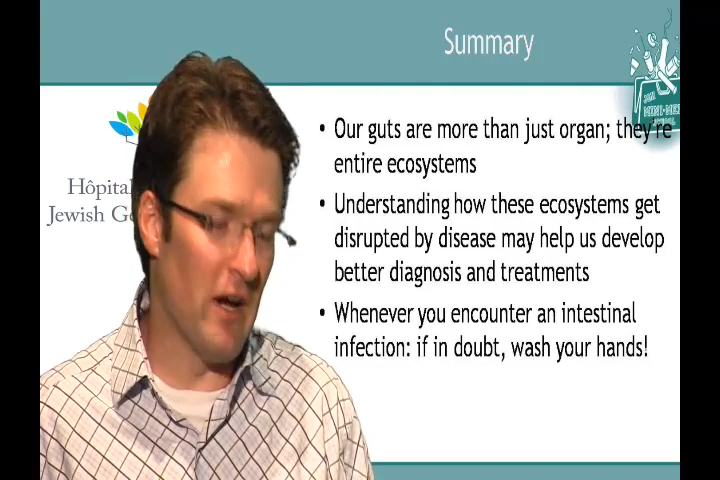 Summary
• Our guts are more than just organ; they're
entire ecosystems
• Understanding how these ecosystems get
disrupted by disease may help us develop
better diagnosis and treatments
• Whenever you encounter an intestinal
infection: if in doubt, wash your hands!
Hôpital
Jewish
MINI-MED